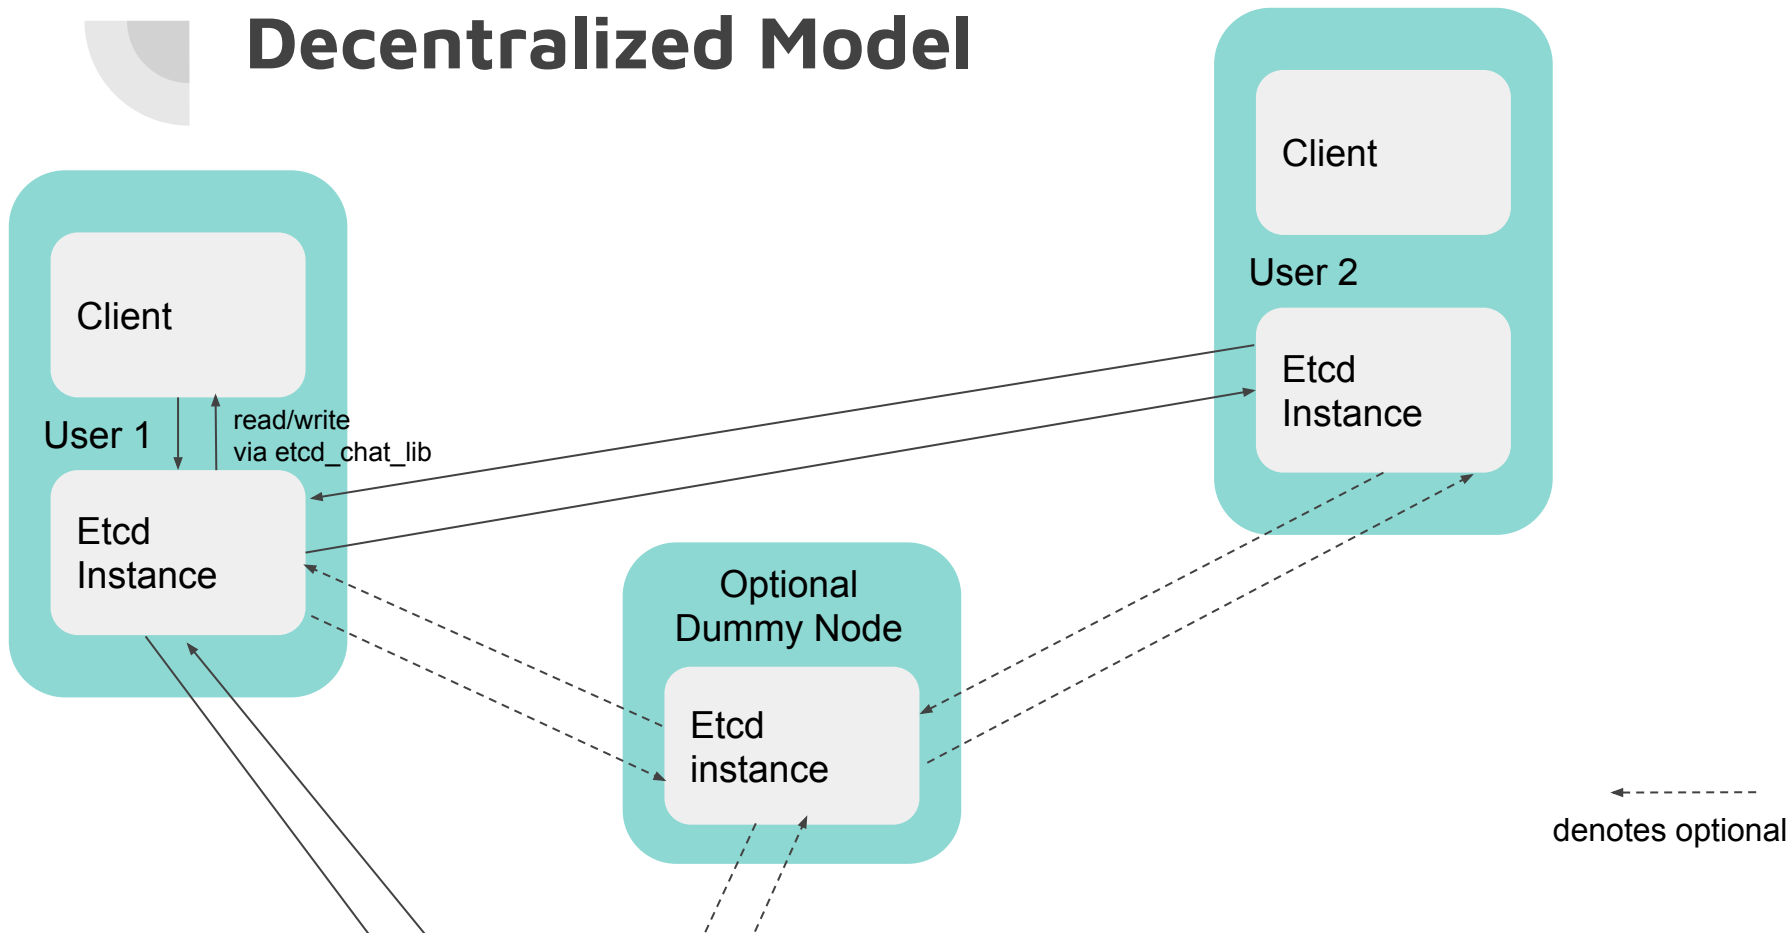 Decentralized Model
Client
User 2
Etcd
Instance
Client
User 1
read/write
via etcd_chat_lib
Etcd
Instance
Optional
Dummy Node
Etcd
instance
denotes optional